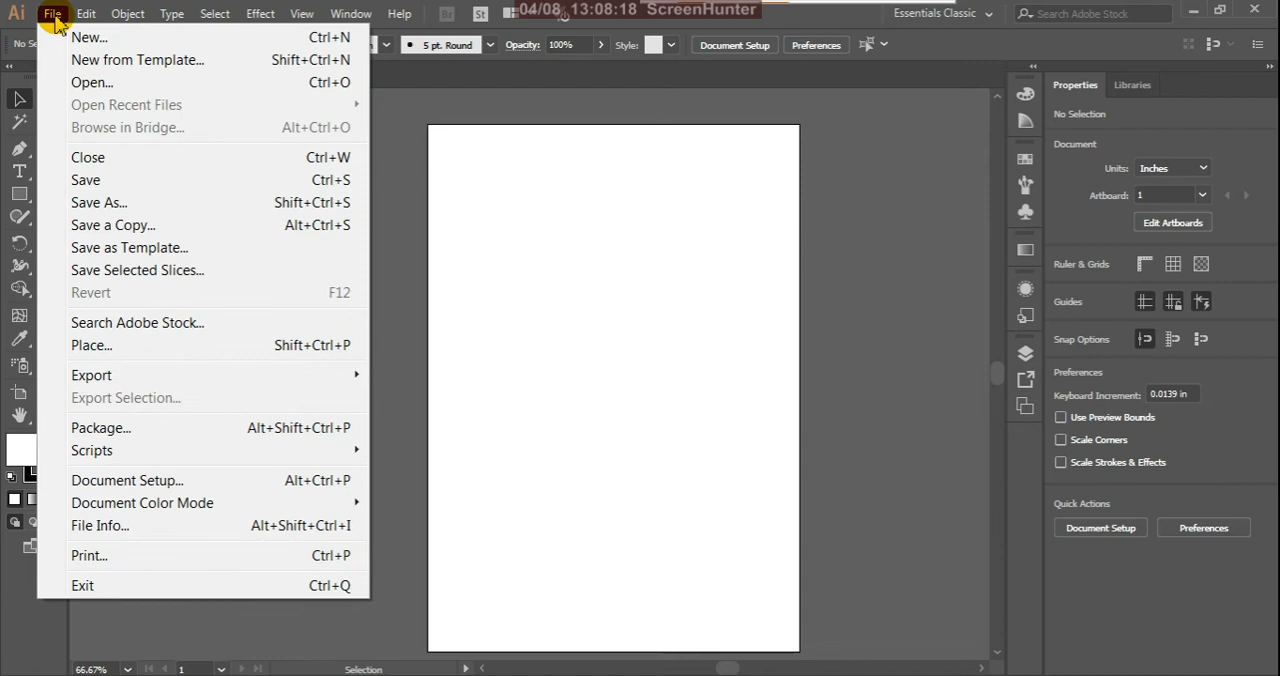 Ai File Edit Object Type Select Effect View Window Help Br St 04/08 13:08:18 ScreenHunter Essentials Classic Search Adobe Stock
No Se 5 pt. Round Opacity: 100% Style: Document Setup Preferences
New... Ctrl+N
New from Template... Shift+Ctrl+N
Open... Ctrl+O
Open Recent Files
Browse in Bridge... Alt+Ctrl+O
Close Ctrl+W
Save Ctrl+S
Save As... Shift+Ctrl+S
Save a Copy... Alt+Ctrl+S
Save as Template...
Save Selected Slices...
Revert F12
Search Adobe Stock...
Place... Shift+Ctrl+P
Export
Export Selection...
Package... Alt+Shift+Ctrl+P
Scripts
Document Setup... Alt+Ctrl+P
Document Color Mode
File Info... Alt+Shift+Ctrl+I
Print... Ctrl+P
Exit Ctrl+Q
Properties Libraries
No Selection
Document
Units: Inches
Artboard: 1
Edit Artboards
Ruler & Grids
Guides
Snap Options
Preferences
Keyboard Increment: 0.0139 in
Use Preview Bounds
Scale Corners
Scale Strokes & Effects
Quick Actions
Document Setup Preferences
66.67% 1 Selection